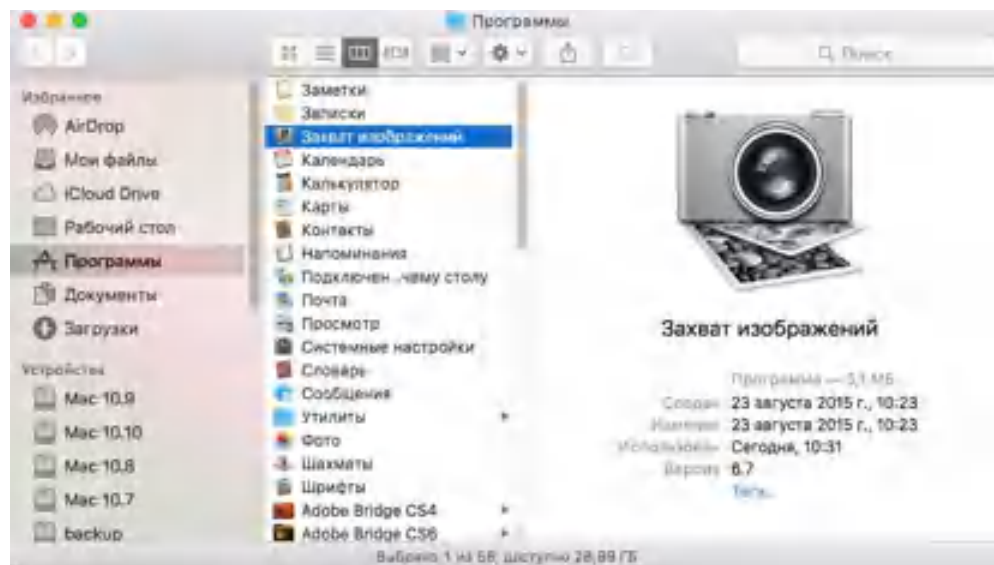 Программы
Поиск
Избранное
AirDrop
Мои файлы
iCloud Drive
Рабочий стол
Программы
Документы
Загрузки
Устройства
Mac 10.9
Mac 10.10
Mac 10.8
Mac 10.7
backup
Заметки
Записки
Захват изображений
Календарь
Калькулятор
Карты
Контакты
Напоминания
Подключен...чему столу
Почта
Просмотр
Системные настройки
Словарь
Сообщения
Утилиты
Фото
Шахматы
Шрифты
Adobe Bridge CS4
Adobe Bridge CS6
Захват изображений
Программа — 3,1 МБ
Создан 23 августа 2015 г., 10:23
Изменен 23 августа 2015 г., 10:23
Использован Сегодня, 10:31
Версия 6.7
Теги...
Выбрано 1 из 58; доступно 28,89 ГБ